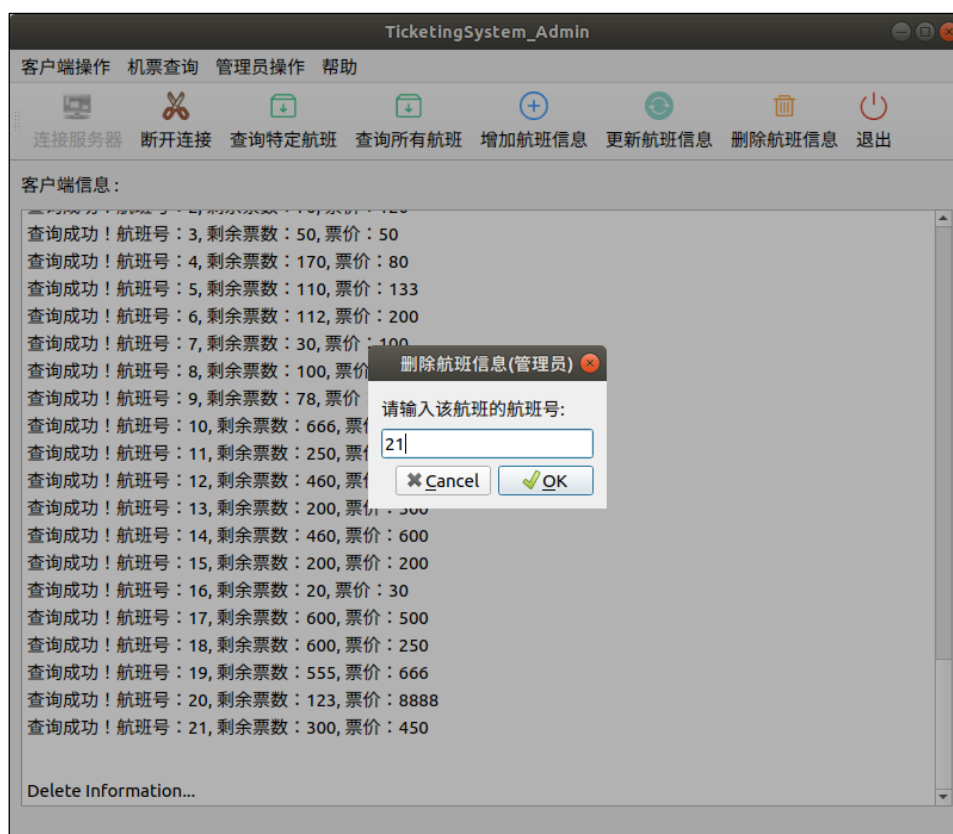 TicketingSystem_Admin
客户端操作 机票查询 管理员操作 帮助
连接服务器 断开连接 查询特定航班 查询所有航班 增加航班信息 更新航班信息 删除航班信息 退出
客户端信息:
查询成功!航班号:3,剩余票数:50,票价:50
查询成功!航班号:4,剩余票数:170,票价:80
查询成功!航班号:5,剩余票数:110,票价:133
查询成功!航班号:6,剩余票数:112,票价:200
查询成功!航班号:7,剩余票数:30,票价:100
查询成功!航班号:8,剩余票数:100,票价
查询成功!航班号:9,剩余票数:78,票价
查询成功!航班号:10,剩余票数:666,票
查询成功!航班号:11,剩余票数:250,票
查询成功!航班号:12,剩余票数:460,票
查询成功!航班号:13,剩余票数:200,票价:300
查询成功!航班号:14,剩余票数:460,票价:600
查询成功!航班号:15,剩余票数:200,票价:200
查询成功!航班号:16,剩余票数:20,票价:30
查询成功!航班号:17,剩余票数:600,票价:500
查询成功!航班号:18,剩余票数:600,票价:250
查询成功!航班号:19,剩余票数:555,票价:666
查询成功!航班号:20,剩余票数:123,票价:8888
查询成功!航班号:21,剩余票数:300,票价:450
Delete Information...
删除航班信息(管理员)
请输入该航班的航班号:
21
Cancel OK